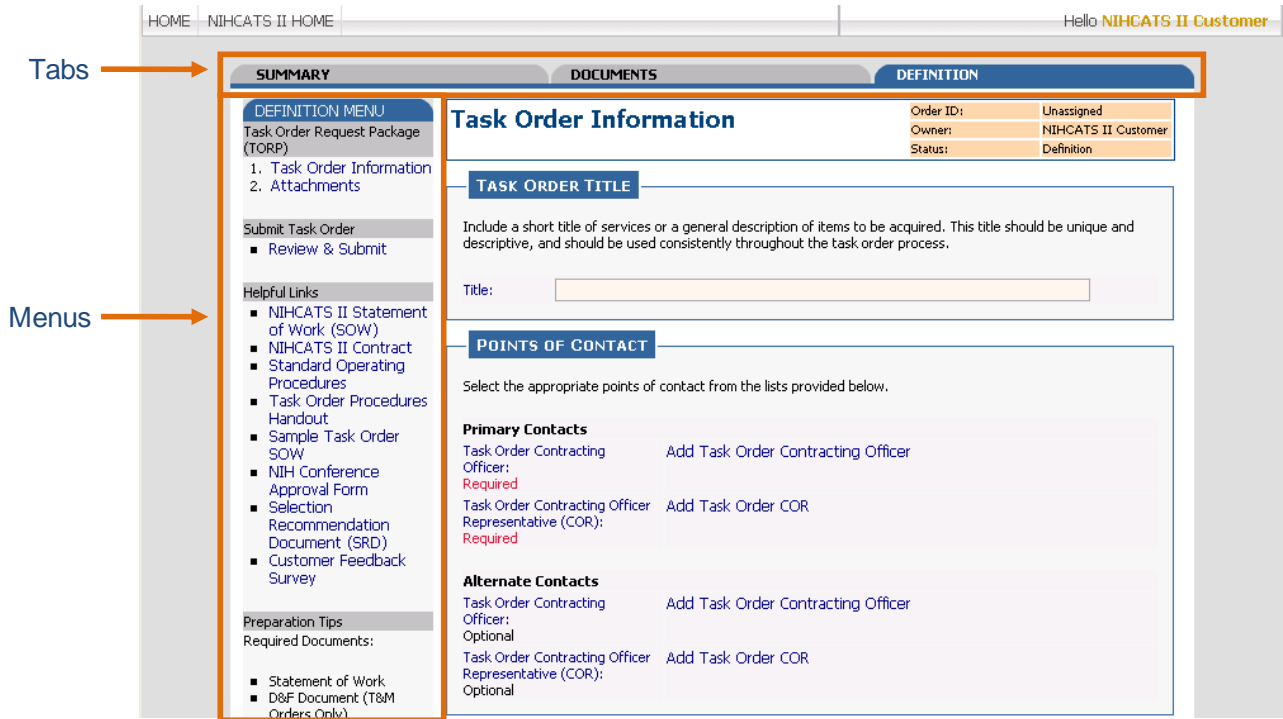 HOME NIHCATS II HOME Hello NIHCATS II Customer
Tabs
SUMMARY DOCUMENTS DEFINITION
Menus
DEFINITION MENU
Task Order Request Package
(TORP)
1. Task Order Information
2. Attachments
Submit Task Order
Review & Submit
Helpful Links
NIHCATS II Statement
of Work (SOW)
NIHCATS II Contract
Standard Operating
Procedures
Task Order Procedures
Handout
Sample Task Order
SOW
NIH Conference
Approval Form
Selection
Recommendation
Document (SRD)
Customer Feedback
Survey
Preparation Tips
Required Documents:
Statement of Work
D&F Document (T&M
Orders Only)
Task Order Information
Order ID: Unassigned
Owner: NIHCATS II Customer
Status: Definition
TASK ORDER TITLE
Include a short title of services or a general description of items to be acquired. This title should be unique and
descriptive, and should be used consistently throughout the task order process.
Title:
POINTS OF CONTACT
Select the appropriate points of contact from the lists provided below.
Primary Contacts
Task Order Contracting Add Task Order Contracting Officer
Officer:
Required
Task Order Contracting Officer Add Task Order COR
Representative (COR):
Required
Alternate Contacts
Task Order Contracting Add Task Order Contracting Officer
Officer:
Optional
Task Order Contracting Officer Add Task Order COR
Representative (COR):
Optional